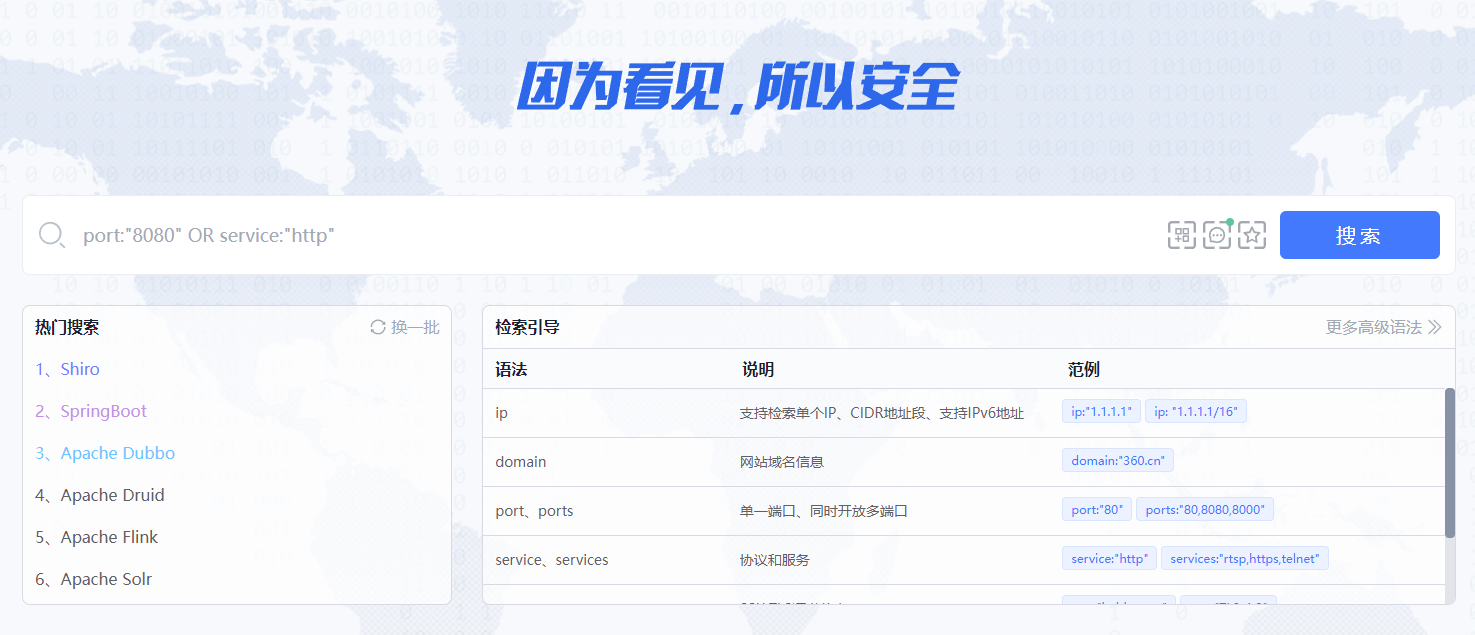 因为看见,所以安全
port:"8080" OR service:"http"
搜索
热门搜索 换一批
1、Shiro
2、SpringBoot
3、Apache Dubbo
4、Apache Druid
5、Apache Flink
6、Apache Solr
检索引导 更多高级语法
语法 说明 范例
ip 支持检索单个IP、CIDR地址段、支持IPv6地址 ip:"1.1.1.1" ip: "1.1.1.1/16"
domain 网站域名信息 domain:"360.cn"
port、ports 单一端口、同时开放多端口 port:"80" ports:"80,8080,8000"
service、services 协议和服务 service:"http" services:"rtsp,https,telnet"